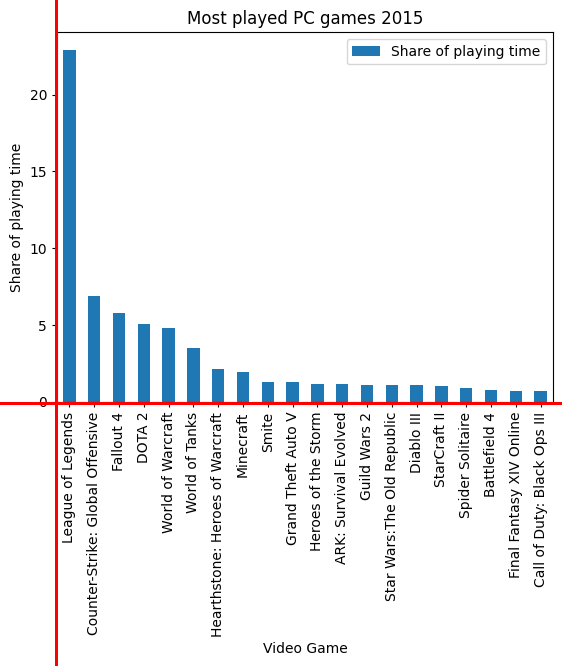 Most played PC games 2015
Share of playing time
Share of playing time
20
15
10
5
0
League of Legends
Counter-Strike: Global Offensive
Fallout 4
DOTA 2
World of Warcraft
World of Tanks
Hearthstone: Heroes of Warcraft
Minecraft
Smite
Grand Theft Auto V
Heroes of the Storm
ARK: Survival Evolved
Guild Wars 2
Star Wars:The Old Republic
Diablo III
StarCraft II
Spider Solitaire
Battlefield 4
Final Fantasy XIV Online
Call of Duty: Black Ops III
Video Game